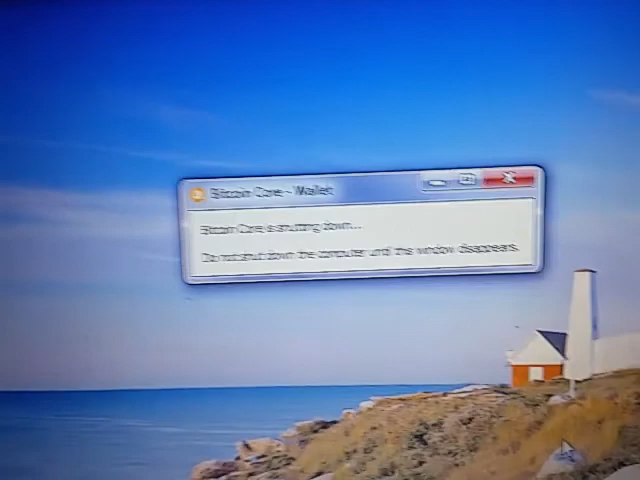 Bitcoin Core - Wallet
Bitcoin Core is shutting down...
Do not shut down the computer until this window disappears.